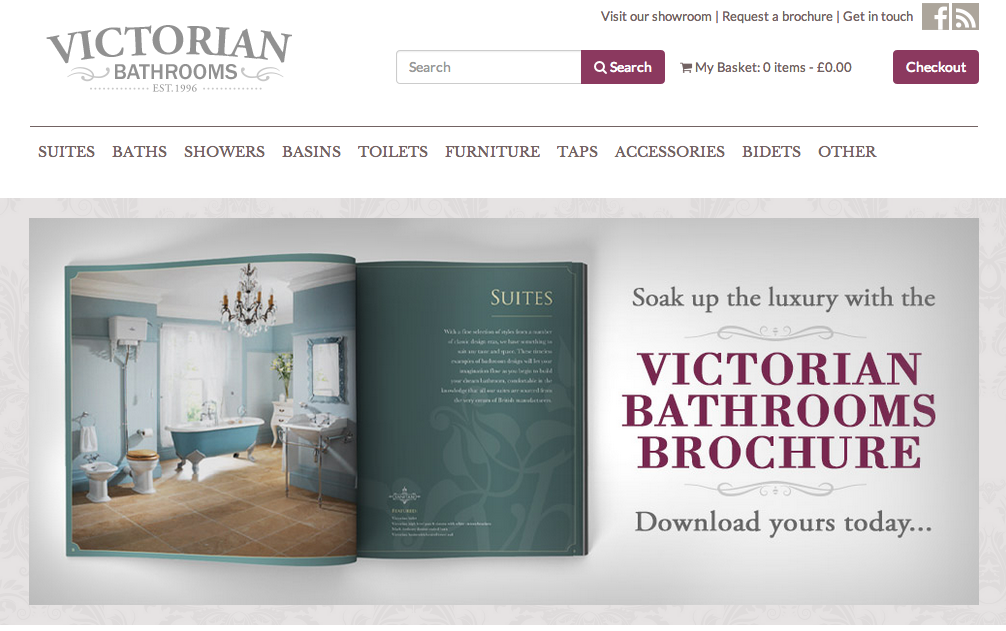 Visit our showroom | Request a brochure | Get in touch
VICTORIAN
BATHROOMS
EST. 1996
Search
Search
My Basket: 0 items - £0.00
Checkout
SUITES BATHS SHOWERS BASINS TOILETS FURNITURE TAPS ACCESSORIES BIDETS OTHER
SUITES
With a fine selection of styles from a number
of classic design eras, we have something to
suit any taste and space. These timeless
examples of bathroom design will let your
imagination flow as you begin to build
your dream bathroom, comfortable in the
knowledge that all our suites are sourced from
the very cream of British manufacturers.
FEATURED
Soak up the luxury with the
VICTORIAN
BATHROOMS
BROCHURE
Download yours today...